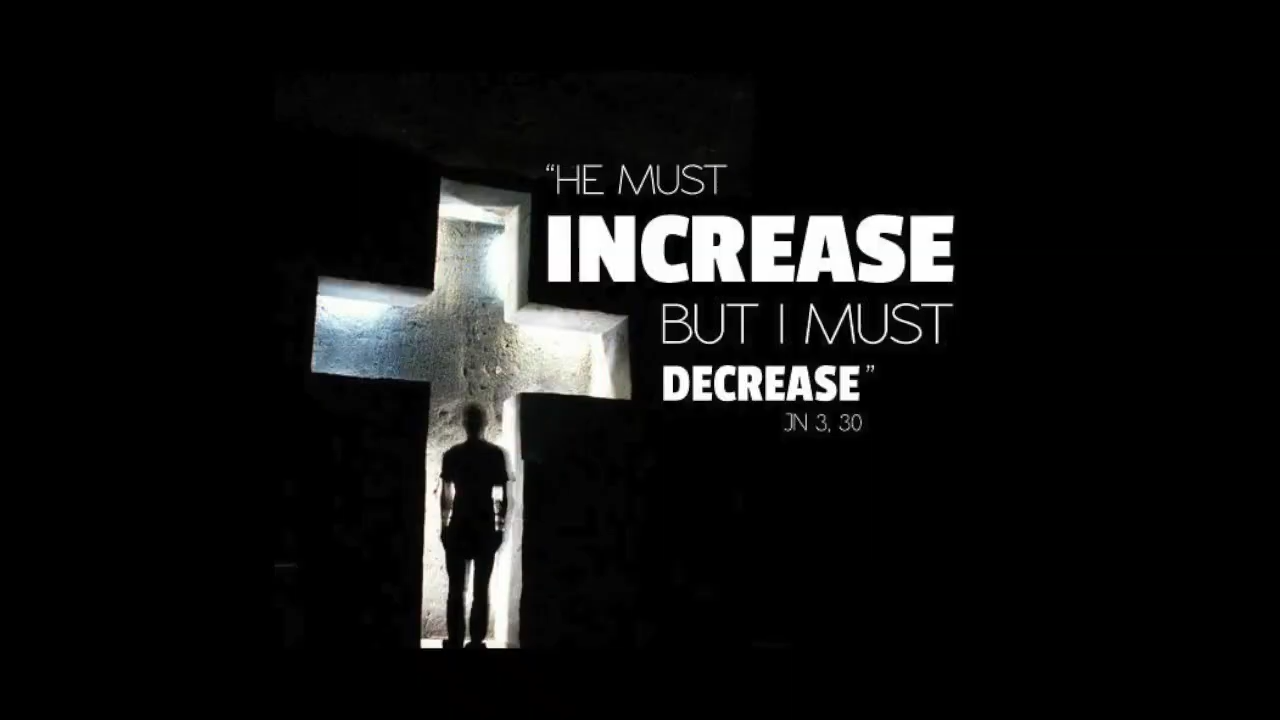 “HE MUST
INCREASE
BUT I MUST
DECREASE”
JN 3, 30